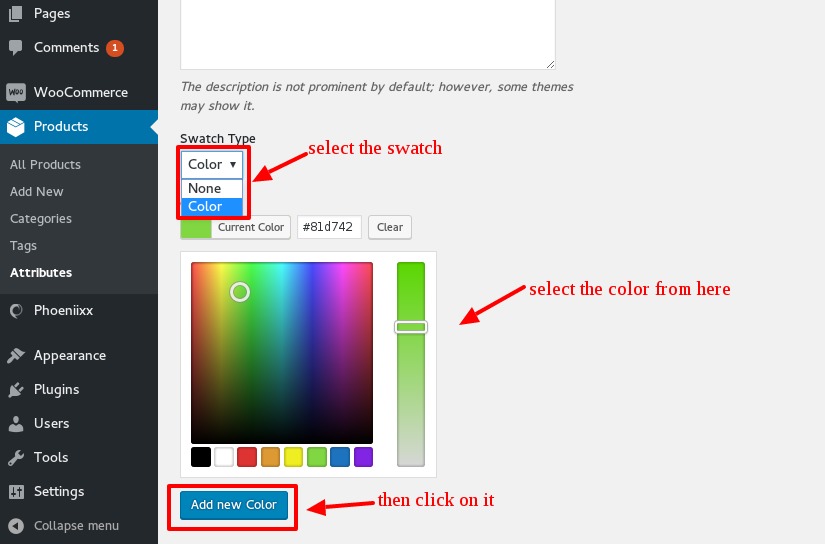 Pages
Comments 1
WOO WooCommerce
Products
All Products
Add New
Categories
Tags
Attributes
Phoeniixx
Appearance
Plugins
Users
Tools
Settings
Collapse menu
The description is not prominent by default; however, some themes
may show it.
Swatch Type
select the swatch
Color
None
Color
Current Color #81d742 Clear
select the color from here
Add new Color
then click on it